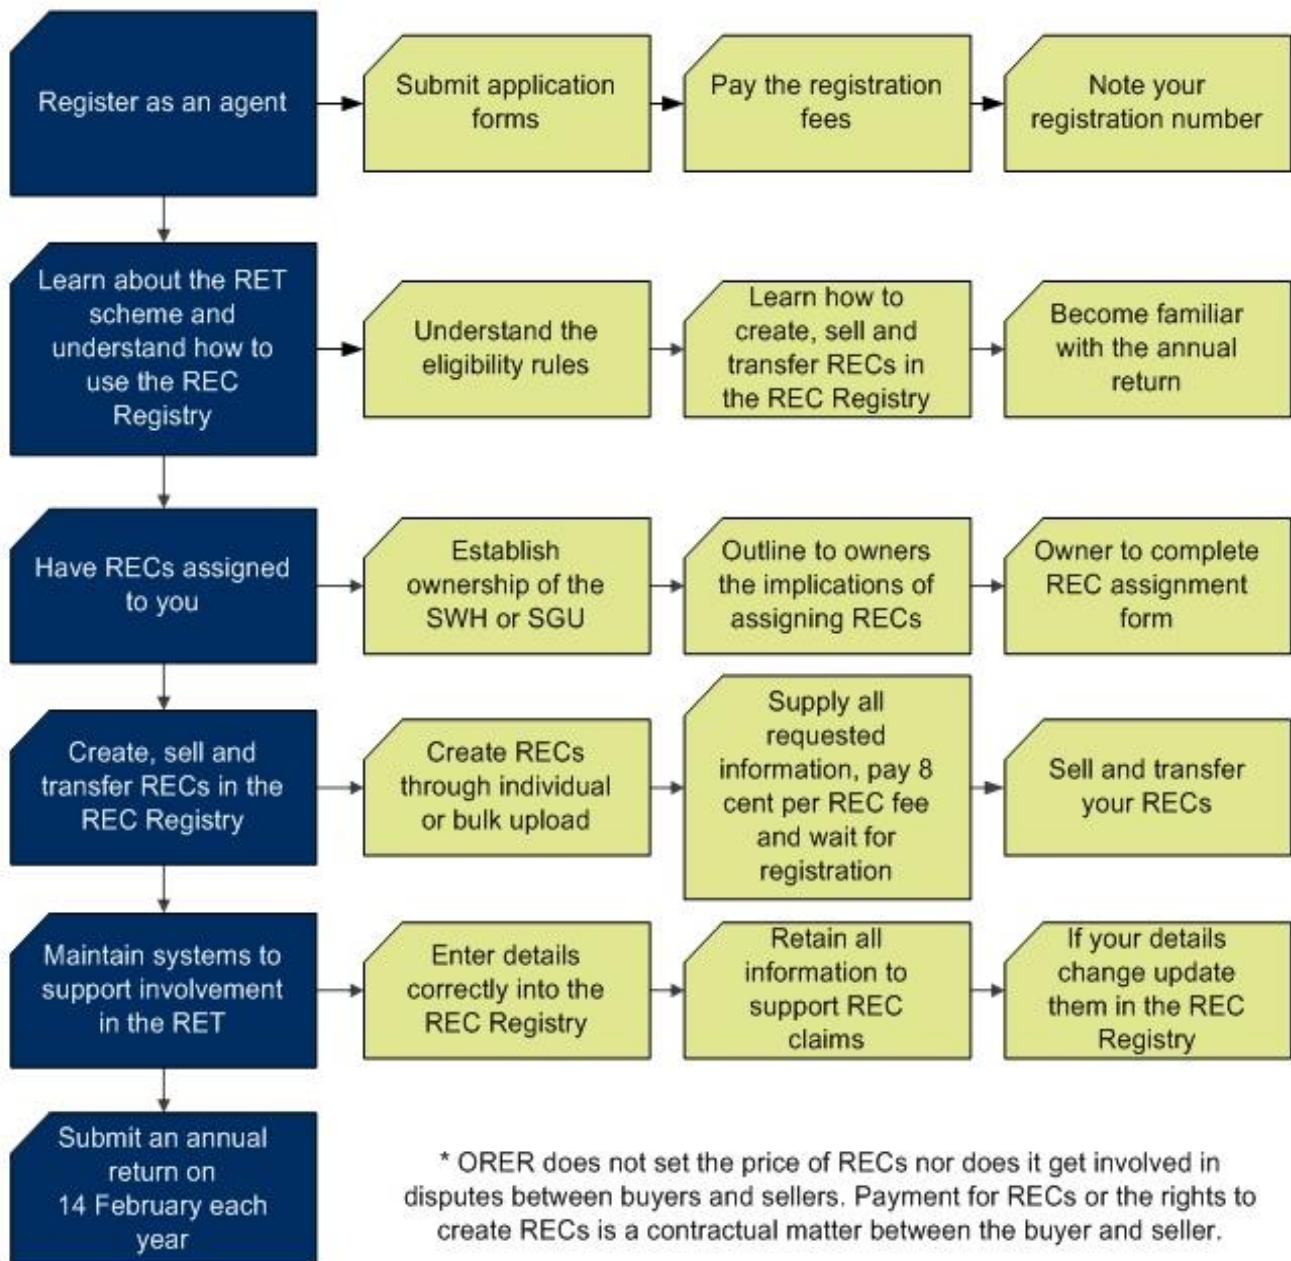 Register as an agent
Submit application
forms
Pay the registration
fees
Note your
registration number
Learn about the RET
scheme and
understand how to
use the REC
Registry
Understand the
eligibility rules
Learn how to
create, sell and
transfer RECs in
the REC Registry
Become familiar
with the annual
return
Have RECs assigned
to you
Establish
ownership of the
SWH or SGU
Outline to owners
the implications of
assigning RECs
Owner to complete
REC assignment
form
Create, sell and
transfer RECs in the
REC Registry
Create RECs
through individual
or bulk upload
Supply all
requested
information, pay 8
cent per REC fee
and wait for
registration
Sell and transfer
your RECs
Maintain systems to
support involvement
in the RET
Enter details
correctly into the
REC Registry
Retain all
information to
support REC
claims
If your details
change update
them in the REC
Registry
Submit an annual
return on
14 February each
year
* ORER does not set the price of RECs nor does it get involved in
disputes between buyers and sellers. Payment for RECs or the rights to
create RECs is a contractual matter between the buyer and seller.